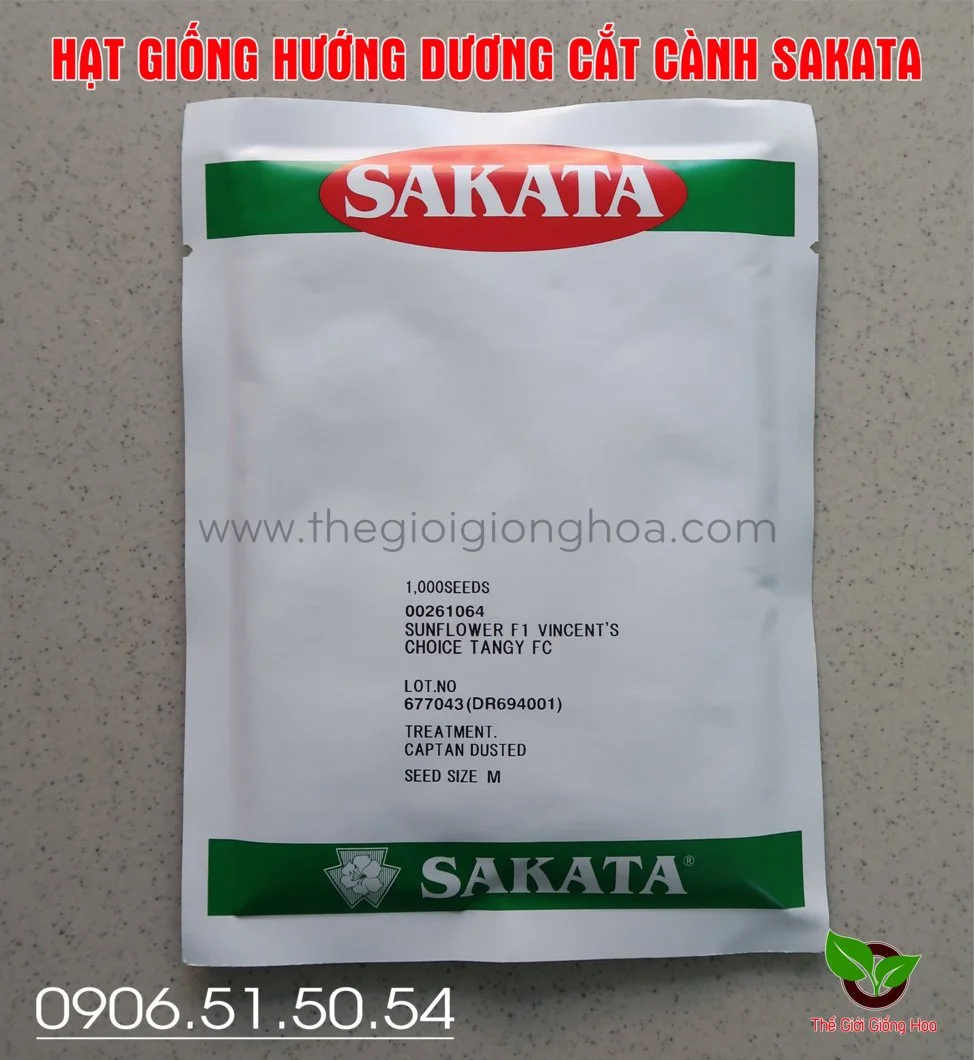 HẠT GIỐNG HƯỚNG DƯƠNG CẮT CÀNH SAKATA
SAKATA
www.thegioigionghoa.com
1,000SEEDS
00261064
SUNFLOWER F1 VINCENT'S
CHOICE TANGY FC
LOT.NO
677043(DR694001)
TREATMENT.
CAPTAN DUSTED
SEED SIZE M
SAKATA®
0906.51.50.54
Thế Giới Giống Hoa